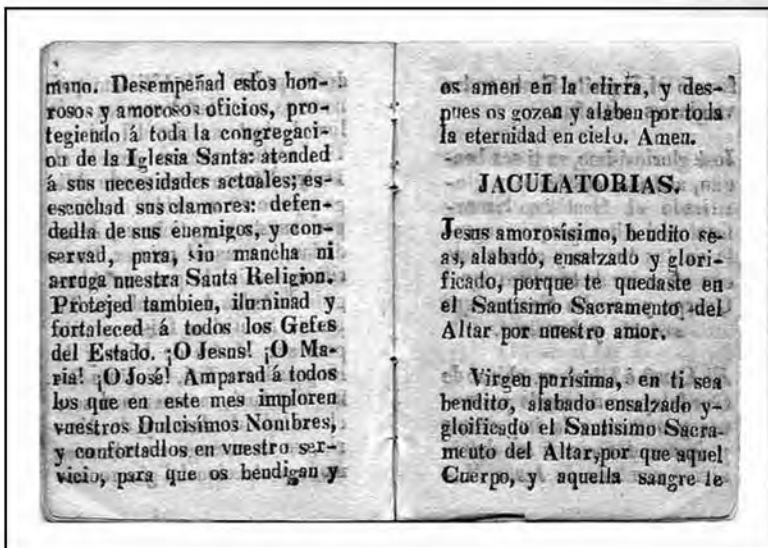 mano. Desempeñad estos hon-
rosos y amorosos oficios, pro-
tegiendo á toda la congregaci-
on de la Iglesia Santa: atended
á sus necesidades actuales; es-
escuchad sus clamores: defen-
dedla de sus enemigos, y con-
servad, pura, sin mancha ni
arruga nuestra Santa Religion.
Protejed tambien, iluminad y
fortaleced á todos los Gefes
del Estado. ¡O Jesus! ¡O Ma-
ria! ¡O José! Amparad á todos
los que en este mes imploren
vuestros Dulcisímos Nombres,
y confortadlos en vuestro ser-
vicio, para que os bendigan y
os amen en la etirra, y des-
pues os gozen y alaben por toda
la eternidad en cielo. Amen.
JACULATORIAS.
Jesus amorosísimo, bendito se-
as, alabado, ensalzado y glori-
ficado, porque te quedaste en
el Santísimo Sacramento del
Altar por nuestro amor.
Virgen purísima, en ti sea
bendito, alabado ensalzado y
gloificado el Santisimo Sacra-
mento del Altar, por que aquel
Cuerpo, y aquella sangre le